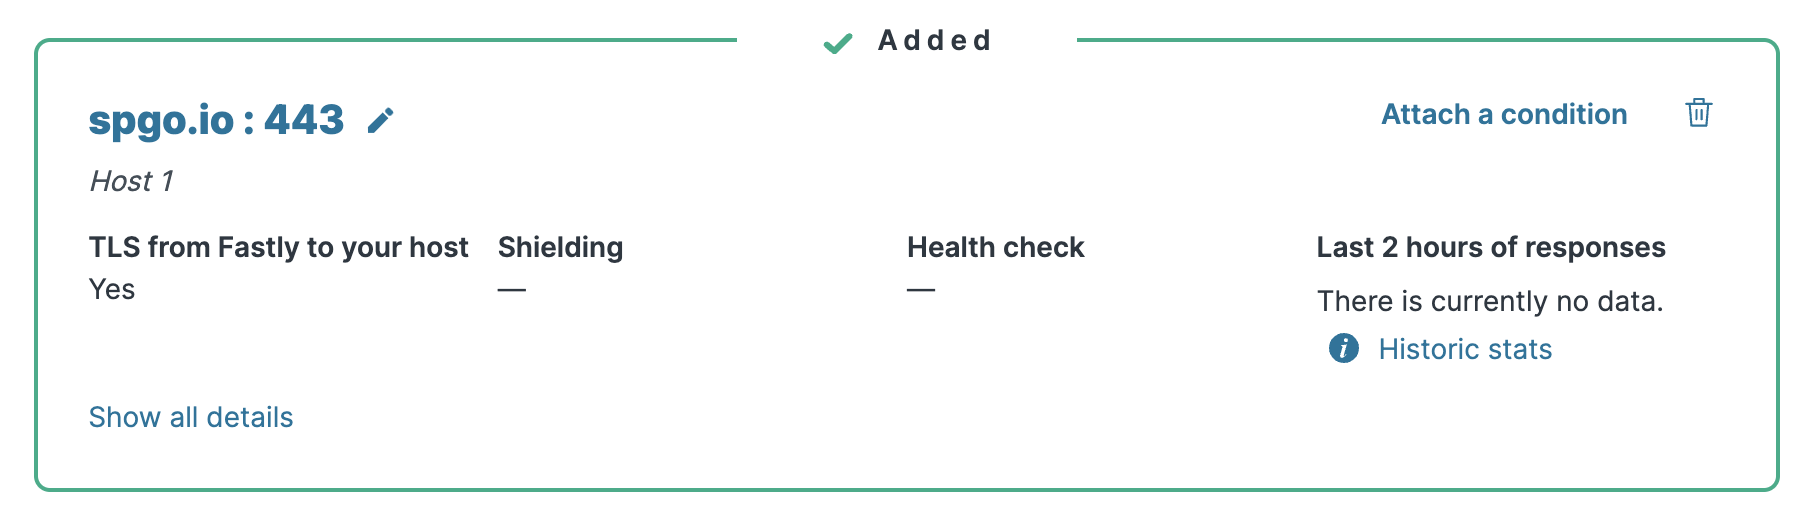 Added
spgo.io : 443
Attach a condition
Host 1
TLS from Fastly to your host
Yes
Shielding
—
Health check
—
Last 2 hours of responses
There is currently no data.
Historic stats
Show all details